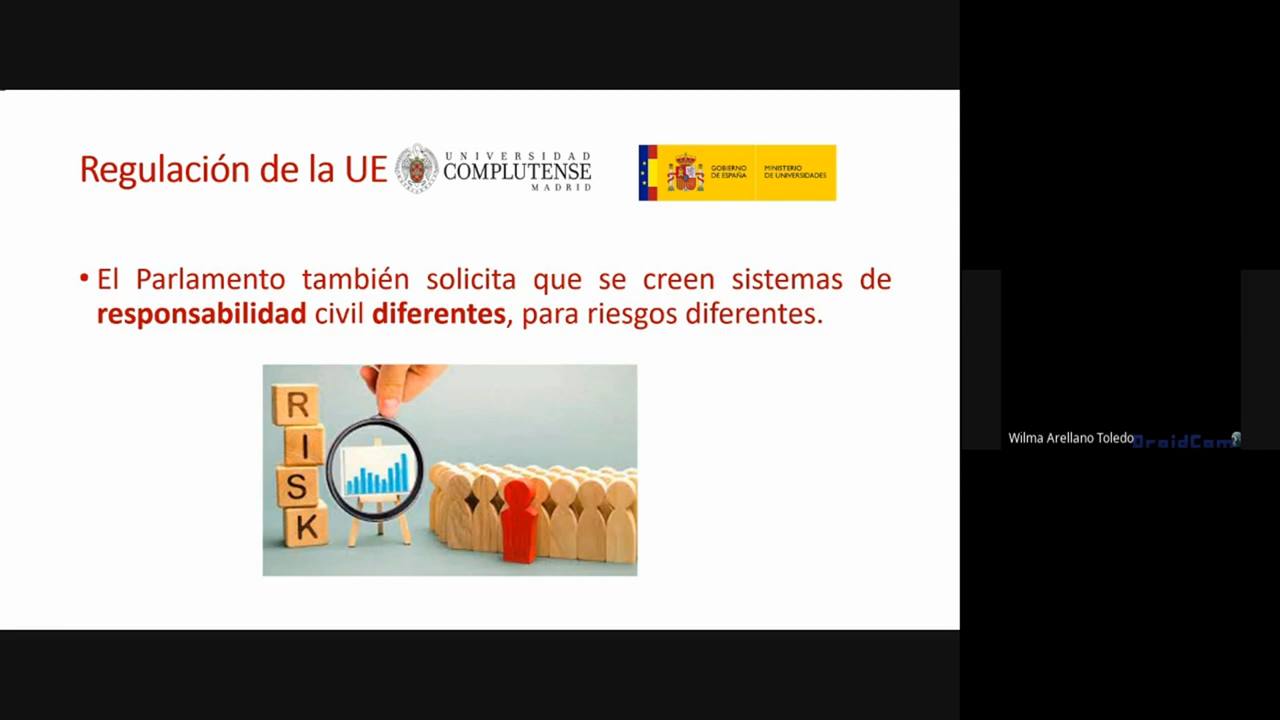 Regulación de la UE
UNIVERSIDAD
COMPLUTENSE
MADRID
GOBIERNO
DE ESPAÑA
MINISTERIO
DE UNIVERSIDADES
• El Parlamento también solicita que se creen sistemas de
responsabilidad civil diferentes, para riesgos diferentes.
R
I
S
K
Wilma Arellano Toledo
DroidCam